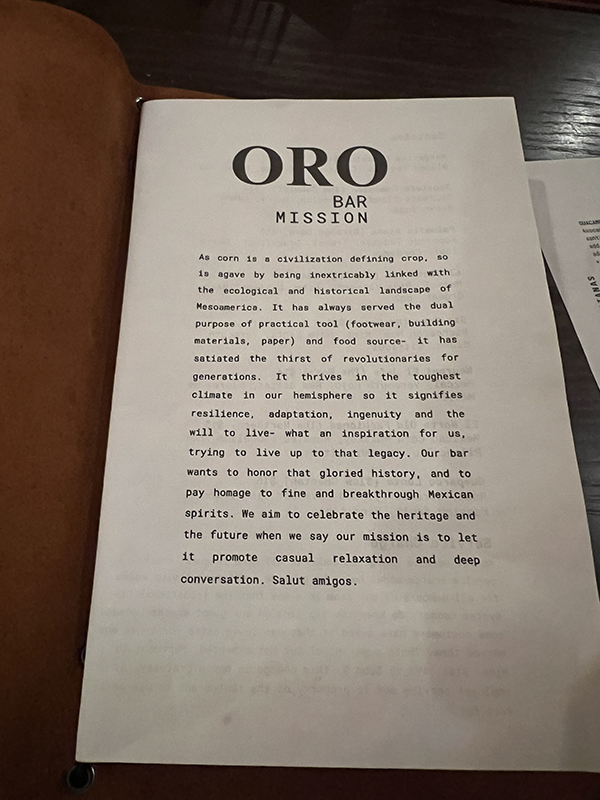 ORO
BAR
MISSION
As corn is a civilization defining crop, so
is agave by being inextricably linked with
the ecological and historical landscape of
Mesoamerica. It has always served the dual
purpose of practical tool (footwear, building
materials, paper) and food source- it has
satiated the thirst of revolutionaries for
generations. It thrives in the toughest
climate in our hemisphere so it signifies
resilience, adaptation, ingenuity and the
will to live- what an inspiration for us,
trying to live up to that legacy. Our bar
wants to honor that gloried history, and to
pay homage to fine and breakthrough Mexican
spirits. We aim to celebrate the heritage and
the future when we say our mission is to let
it promote casual relaxation and deep
conversation. Salut amigos.